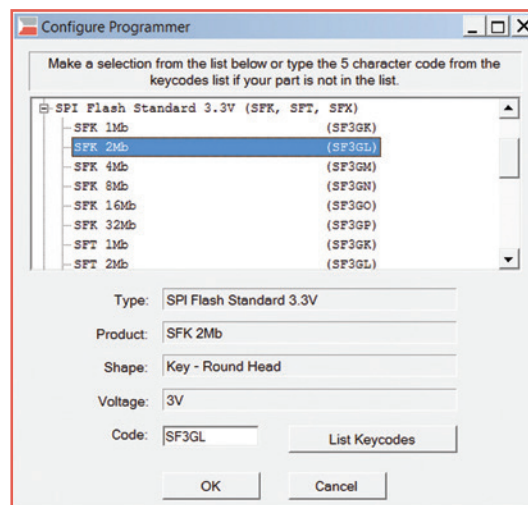 Configure Programmer
Make a selection from the list below or type the 5 character code from the
keycodes list if your part is not in the list.
SPI Flash Standard 3.3V (SFK, SFT, SFX)
SFK 1Mb (SF3GK)
SFK 2Mb (SF3GL)
SFK 4Mb (SF3GM)
SFK 8Mb (SF3GN)
SFK 16Mb (SF3GO)
SFK 32Mb (SF3GP)
SFT 1Mb (SF3GK)
SFT 2Mb (SF3GL)
Type: SPI Flash Standard 3.3V
Product: SFK 2Mb
Shape: Key - Round Head
Voltage: 3V
Code: SF3GL List Keycodes
OK Cancel